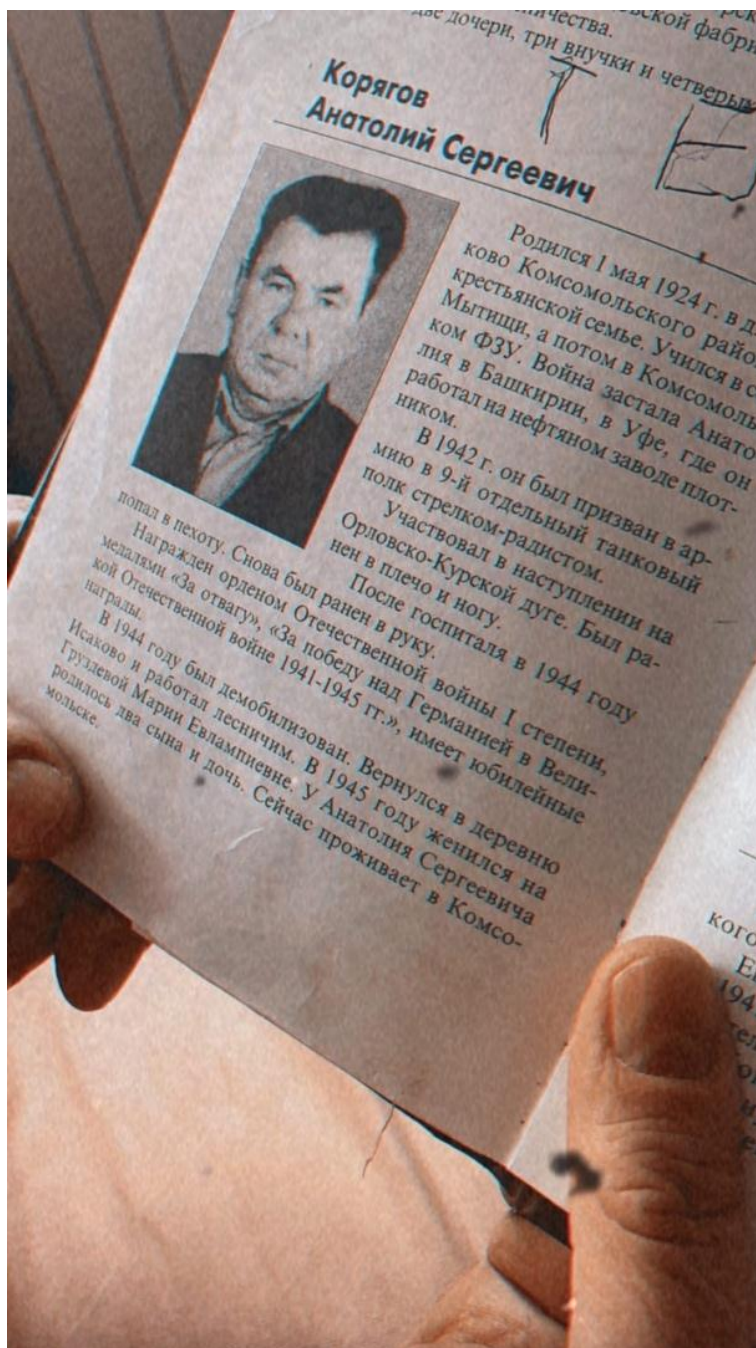 ской фабри
ничества.
две дочери, три внучки и четверы
Т Е
Корягов
Анатолий Сергеевич
Родился 1 мая 1924 г. в д.
ково Комсомольского райо
крестьянской семье. Учился в с
Мытищи, а потом в Комсомоль
ком ФЗУ. Война застала Анато
лия в Башкирии, в Уфе, где он
работал на нефтяном заводе плот-
ником.
В 1942 г. он был призван в ар-
мию в 9-й отдельный танковый
полк стрелком-радистом.
Участвовал в наступлении на
Орловско-Курской дуге. Был ра-
нен в плечо и ногу.
После госпиталя в 1944 году
попал в пехоту. Снова был ранен в руку.
Награжден орденом Отечественной войны I степени,
медалями «За отвагу», «За победу над Германией в Вели-
кой Отечественной войне 1941-1945 гг.», имеет юбилейные
награды.
В 1944 году был демобилизован. Вернулся в деревню
Исаково и работал лесничим. В 1945 году женился на
Груздевой Марии Евлампиевне. У Анатолия Сергеевича
родилось два сына и дочь. Сейчас проживает в Комсо-
мольске.
кого
194